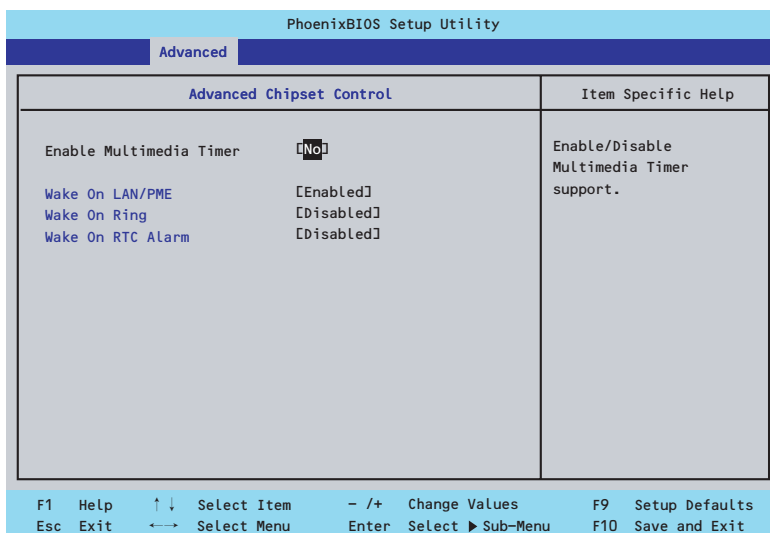 PhoenixBIOS Setup Utility
Advanced
Advanced Chipset Control
Item Specific Help
Enable Multimedia Timer [No]
Wake On LAN/PME [Enabled]
Wake On Ring [Disabled]
Wake On RTC Alarm [Disabled]
Enable/Disable
Multimedia Timer
support.
F1 Help ↑↓ Select Item − /+ Change Values F9 Setup Defaults
Esc Exit ←→ Select Menu Enter Select ▶ Sub−Menu F10 Save and Exit